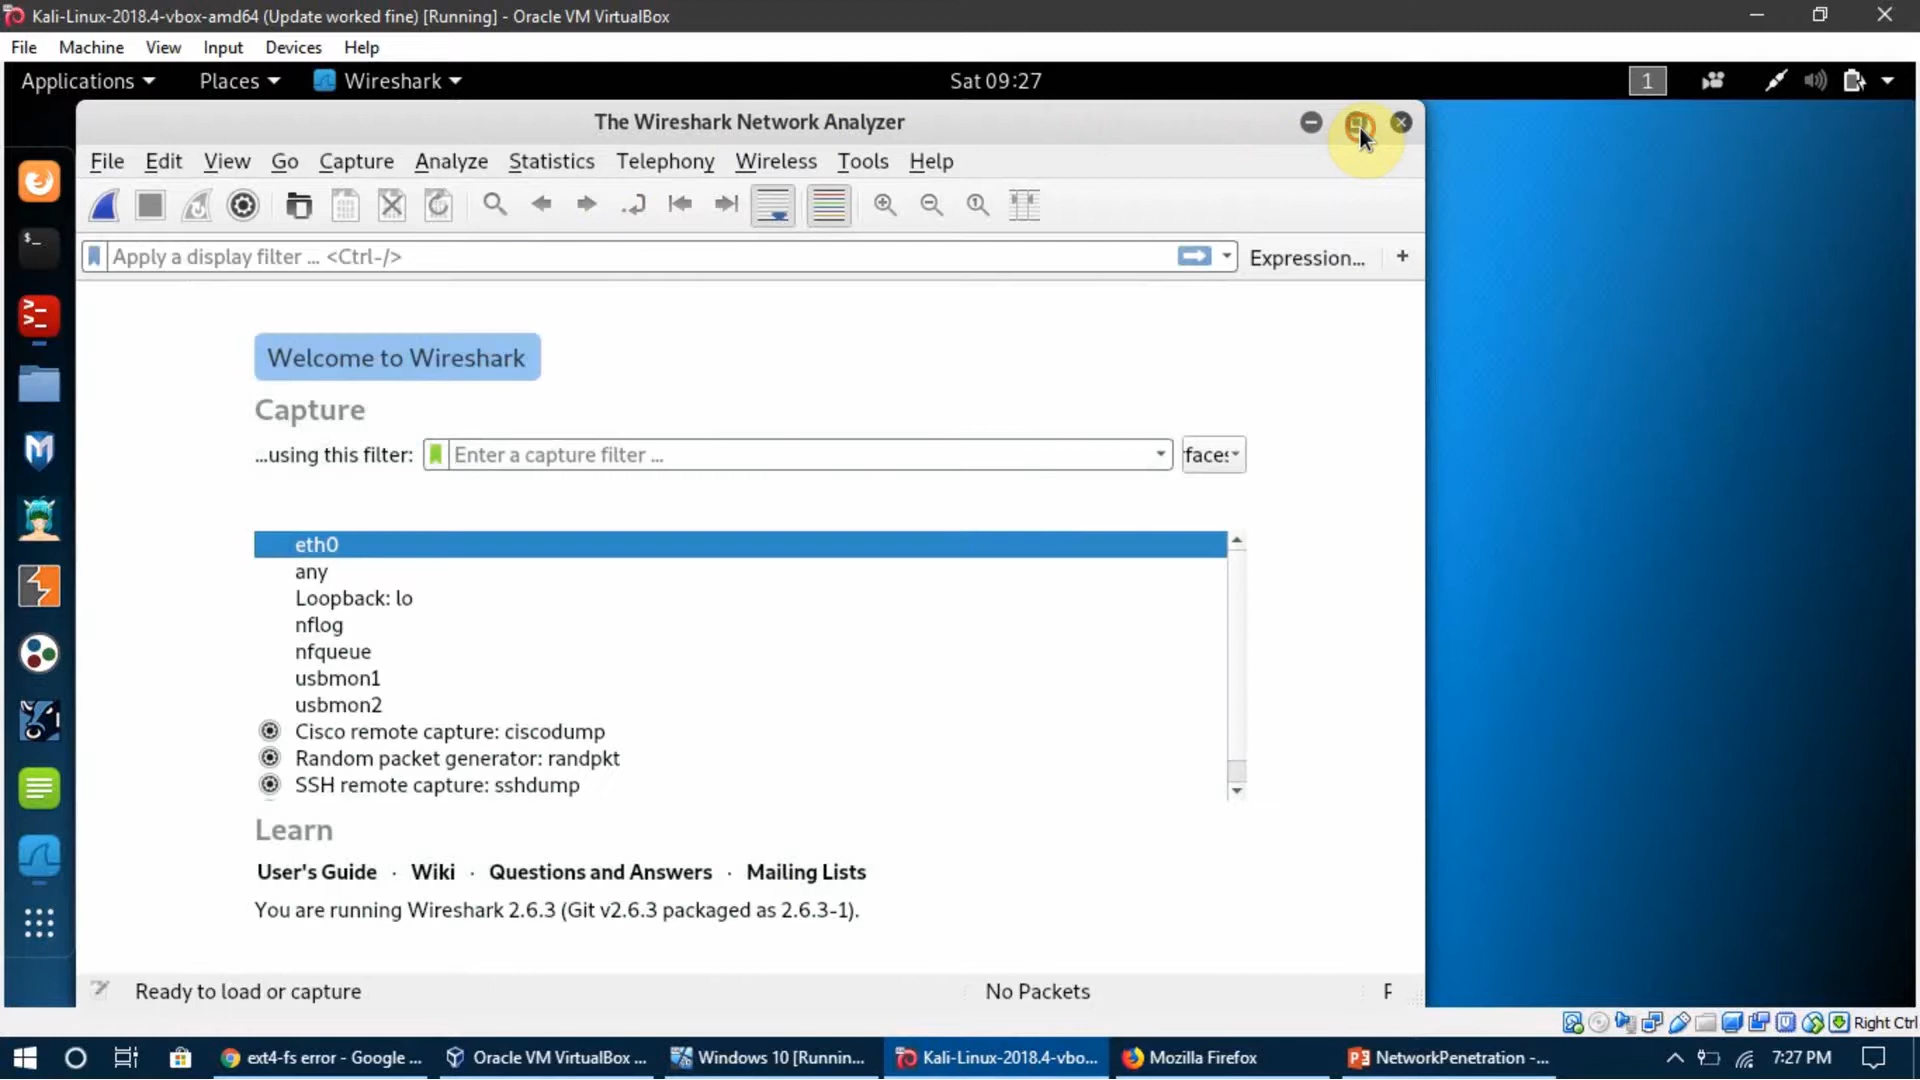 Kali-Linux-2018.4-vbox-amd64 (Update worked fine) [Running] - Oracle VM VirtualBox
File Machine View Input Devices Help
Applications Places Wireshark Sat 09:27 1
The Wireshark Network Analyzer
File Edit View Go Capture Analyze Statistics Telephony Wireless Tools Help
Apply a display filter ... <Ctrl-/> Expression... +
Welcome to Wireshark
Capture
...using this filter: Enter a capture filter ... faces
eth0
any
Loopback: lo
nflog
nfqueue
usbmon1
usbmon2
Cisco remote capture: ciscodump
Random packet generator: randpkt
SSH remote capture: sshdump
Learn
User's Guide · Wiki · Questions and Answers · Mailing Lists
You are running Wireshark 2.6.3 (Git v2.6.3 packaged as 2.6.3-1).
Ready to load or capture No Packets
Right Ctrl
ext4-fs error - Google ... Oracle VM VirtualBox ... Windows 10 [Runnin... Kali-Linux-2018.4-vbo... Mozilla Firefox NetworkPenetration -... 7:27 PM